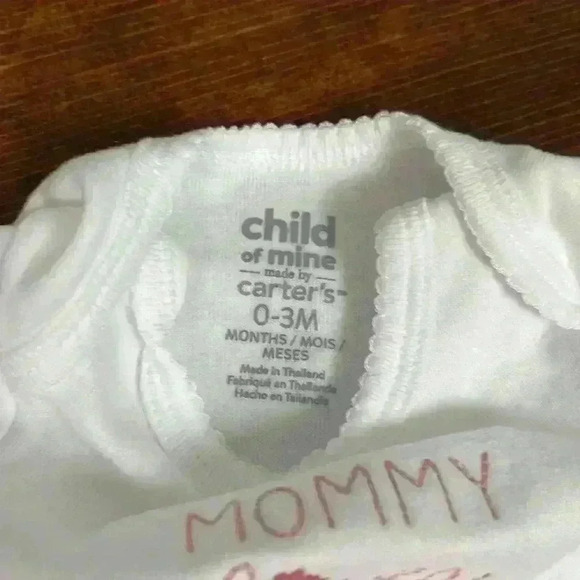 child
of mine
made by
carter's™
0-3M
MONTHS / MOIS /
MESES
Made in Thailand
Fabriqué en Thaïlande
Hecho en Tailandia
MOMMY